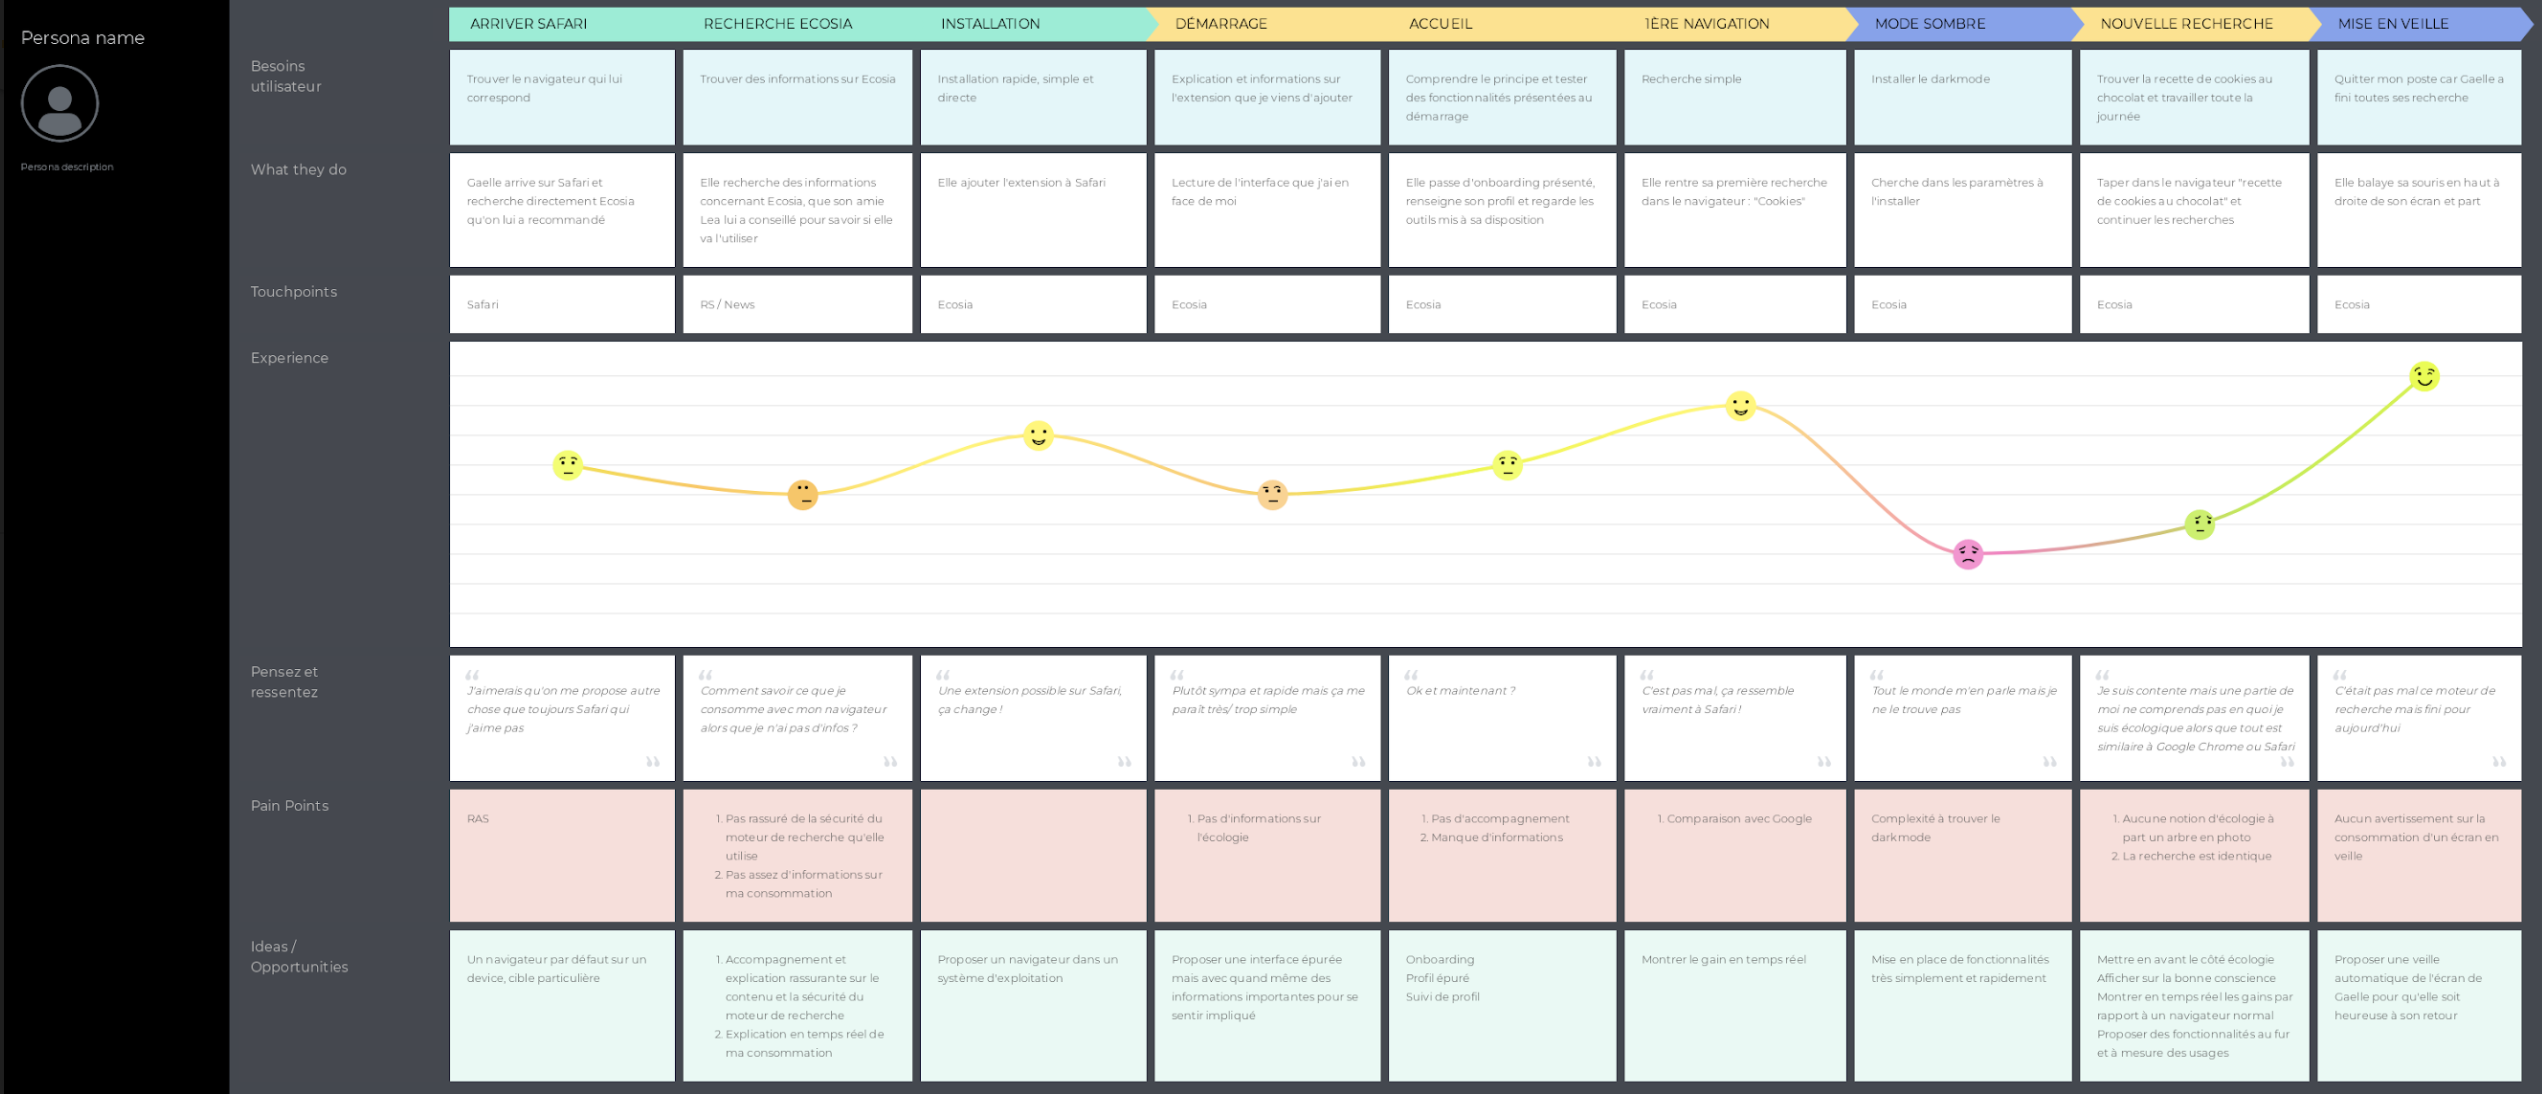 Persona name
Persona description
ARRIVER SAFARI
RECHERCHE ECOSIA
INSTALLATION
DÉMARRAGE
ACCUEIL
1ÈRE NAVIGATION
MODE SOMBRE
NOUVELLE RECHERCHE
MISE EN VEILLE
Besoins
utilisateur
Trouver le navigateur qui lui
correspond
Trouver des informations sur Ecosia
Installation rapide, simple et
directe
Explication et informations sur
l'extension que je viens d'ajouter
Comprendre le principe et tester
des fonctionnalités présentées au
démarrage
Recherche simple
Installer le darkmode
Trouver la recette de cookies au
chocolat et travailler toute la
journée
Quitter mon poste car Gaelle a
fini toutes ses recherche
What they do
Gaelle arrive sur Safari et
recherche directement Ecosia
qu'on lui a recommandé
Elle recherche des informations
concernant Ecosia, que son amie
Lea lui a conseillé pour savoir si elle
va l'utiliser
Elle ajouter l'extension à Safari
Lecture de l'interface que j'ai en
face de moi
Elle passe d'onboarding présenté,
renseigne son profil et regarde les
outils mis à sa disposition
Elle rentre sa première recherche
dans le navigateur : "Cookies"
Cherche dans les paramètres à
l'installer
Taper dans le navigateur "recette
de cookies au chocolat" et
continuer les recherches
Elle balaye sa souris en haut à
droite de son écran et part
Touchpoints
Safari
RS / News
Ecosia
Ecosia
Ecosia
Ecosia
Ecosia
Ecosia
Ecosia
Experience
Pensez et
ressentez
“
J'aimerais qu'on me propose autre
chose que toujours Safari qui
j'aime pas
”
“
Comment savoir ce que je
consomme avec mon navigateur
alors que je n'ai pas d'infos ?
”
“
Une extension possible sur Safari,
ça change !
”
“
Plutôt sympa et rapide mais ça me
paraît très/ trop simple
”
“
Ok et maintenant ?
”
“
C'est pas mal, ça ressemble
vraiment à Safari !
”
“
Tout le monde m'en parle mais je
ne le trouve pas
”
“
Je suis contente mais une partie de
moi ne comprends pas en quoi je
suis écologique alors que tout est
similaire à Google Chrome ou Safari
”
“
C'était pas mal ce moteur de
recherche mais fini pour
aujourd'hui
”
Pain Points
RAS
1. Pas rassuré de la sécurité du
moteur de recherche qu'elle
utilise
2. Pas assez d'informations sur
ma consommation
1. Pas d'informations sur
l'écologie
1. Pas d'accompagnement
2. Manque d'informations
1. Comparaison avec Google
Complexité à trouver le
darkmode
1. Aucune notion d'écologie à
part un arbre en photo
2. La recherche est identique
Aucun avertissement sur la
consommation d'un écran en
veille
Ideas /
Opportunities
Un navigateur par défaut sur un
device, cible particulière
1. Accompagnement et
explication rassurante sur le
contenu et la sécurité du
moteur de recherche
2. Explication en temps réel de
ma consommation
Proposer un navigateur dans un
système d'exploitation
Proposer une interface épurée
mais avec quand même des
informations importantes pour se
sentir impliqué
Onboarding
Profil épuré
Suivi de profil
Montrer le gain en temps réel
Mise en place de fonctionnalités
très simplement et rapidement
Mettre en avant le côté écologie
Afficher sur la bonne conscience
Montrer en temps réel les gains par
rapport à un navigateur normal
Proposer des fonctionnalités au fur
et à mesure des usages
Proposer une veille
automatique de l'écran de
Gaelle pour qu'elle soit
heureuse à son retour